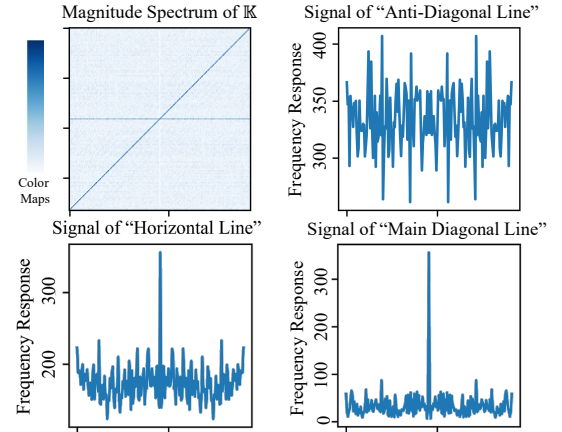 Magnitude Spectrum of 𝕂
Color
Maps
Signal of “Anti-Diagonal Line”
Frequency Response
400
350
300
Signal of “Horizontal Line”
Frequency Response
300
200
Signal of “Main Diagonal Line”
Frequency Response
300
200
100
0